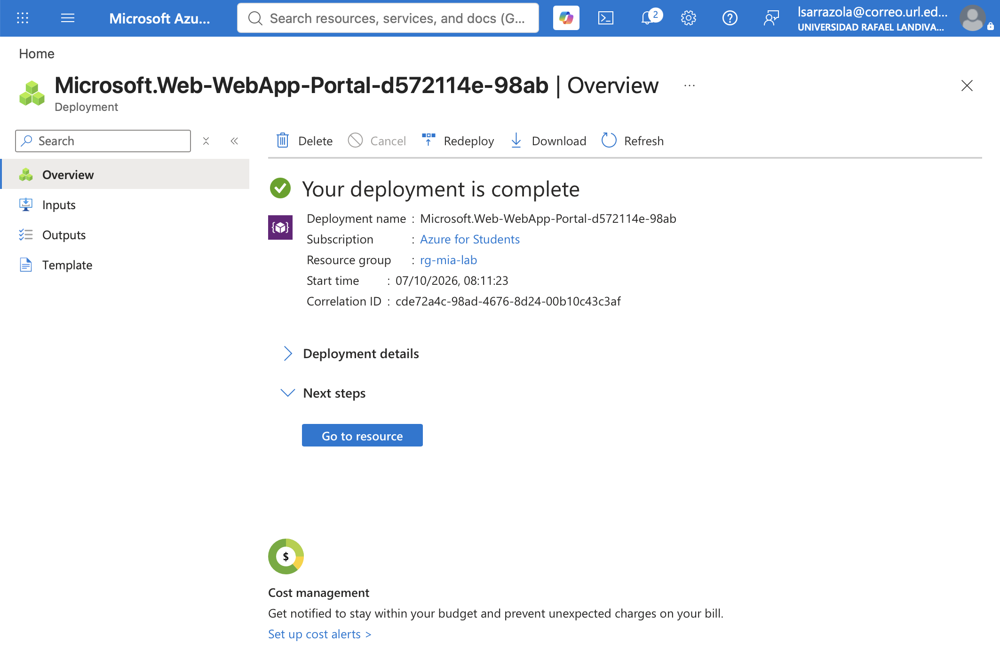 Microsoft Azu...
Search resources, services, and docs (G...
2
lsarrazola@correo.url.ed...
UNIVERSIDAD RAFAEL LANDIVA...
Home
Microsoft.Web-WebApp-Portal-d572114e-98ab | Overview ...
Deployment
Search
Delete Cancel Redeploy Download Refresh
Overview
Inputs
Outputs
Template
Your deployment is complete
Deployment name : Microsoft.Web-WebApp-Portal-d572114e-98ab
Subscription : Azure for Students
Resource group : rg-mia-lab
Start time : 07/10/2026, 08:11:23
Correlation ID : cde72a4c-98ad-4676-8d24-00b10c43c3af
Deployment details
Next steps
Go to resource
$
Cost management
Get notified to stay within your budget and prevent unexpected charges on your bill.
Set up cost alerts >